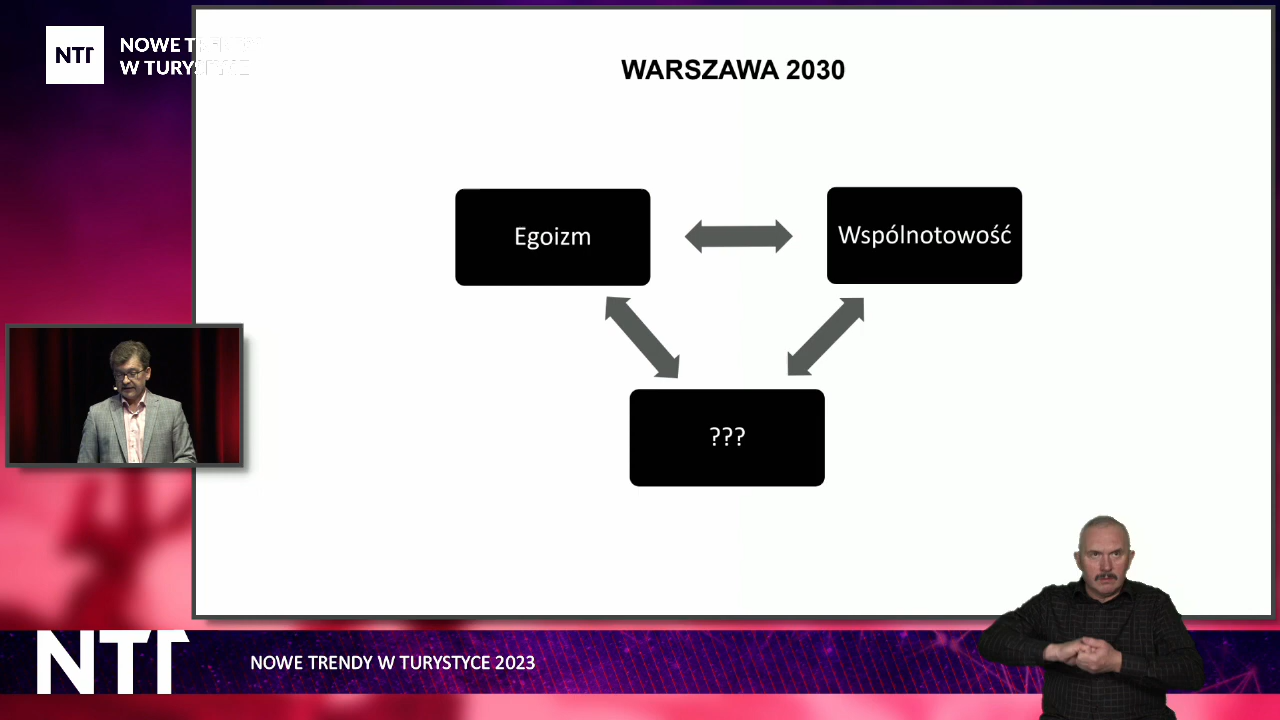 NTT
NOWE TRENDY
W TURYSTYCE
WARSZAWA 2030
Egoizm
Wspólnotowość
???
NTT
NOWE TRENDY W TURYSTYCE 2023